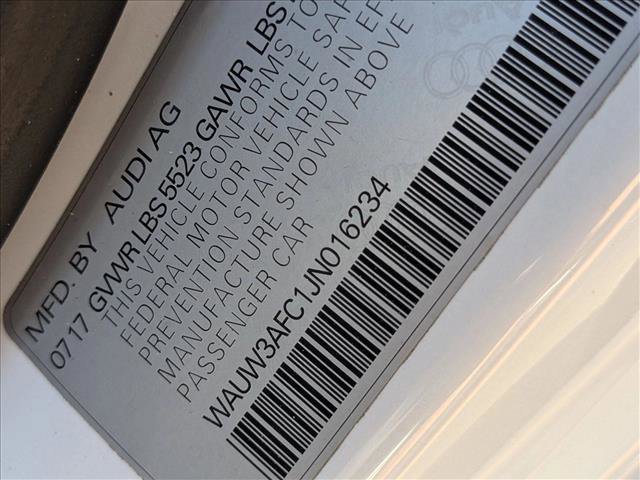 MFD. BY AUDI AG
0717 GVWR LBS 5523 GAWR LBS
THIS VEHICLE CONFORMS TO
FEDERAL MOTOR VEHICLE SAF
PREVENTION STANDARDS IN EF
MANUFACTURE SHOWN ABOVE
PASSENGER CAR
WAUW3AFC1JN016234